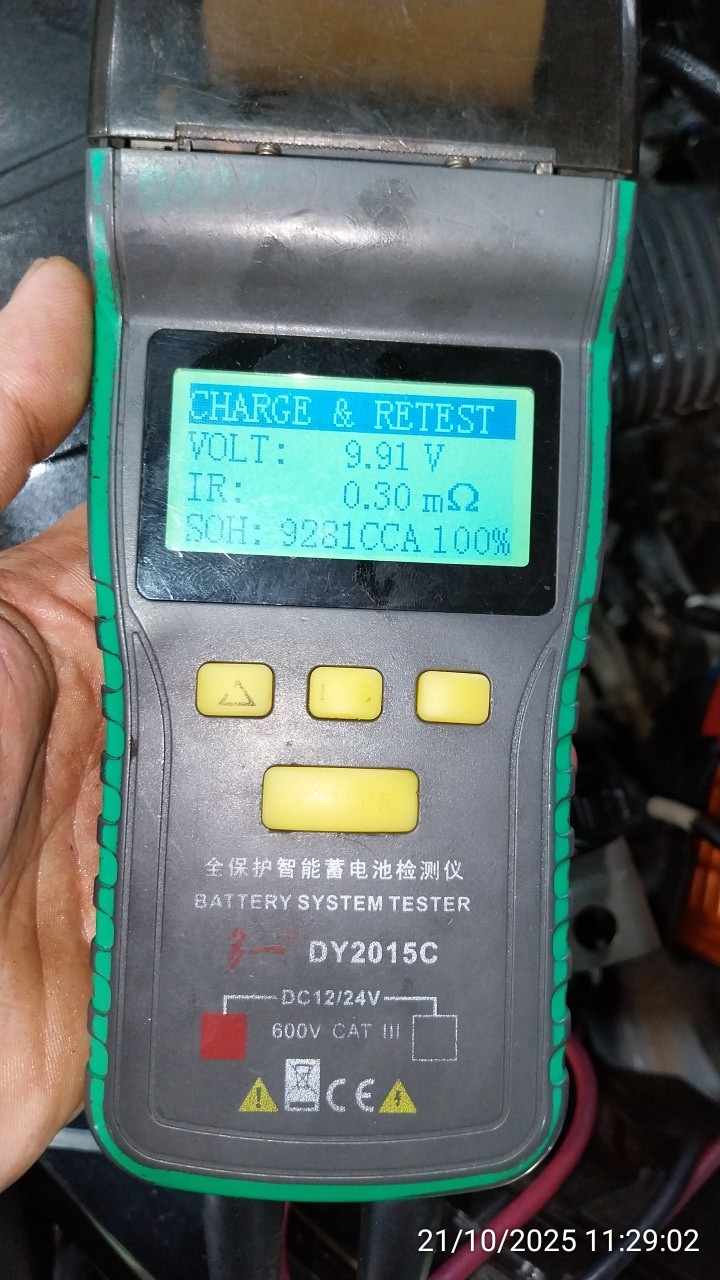 CHARGE & RETEST
VOLT: 9.91 V
IR: 0.30 mΩ
SOH: 9281CCA 100%
全保护智能蓄电池检测仪
BATTERY SYSTEM TESTER
DY2015C
DC12/24V
600V CAT III
CE
21/10/2025 11:29:02